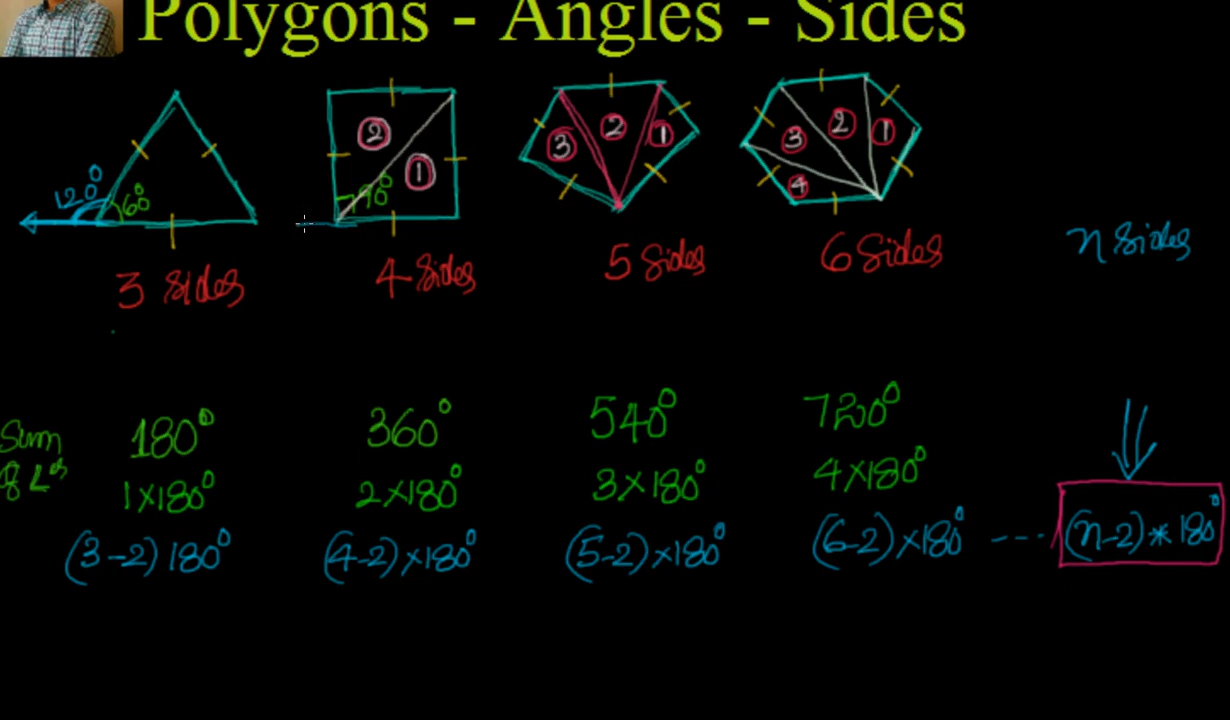 Polygons - Angles - Sides
120° 60°
2 1 90°
3 2 1
3 2 1 4
3 sides 4 Sides 5 Sides 6 Sides n Sides
Sum of ∠es 180° 360° 540° 720°
1×180° 2×180° 3×180° 4×180°
(3-2) 180° (4-2)×180° (5-2)×180° (6-2)×180° ---- (n-2)*180°